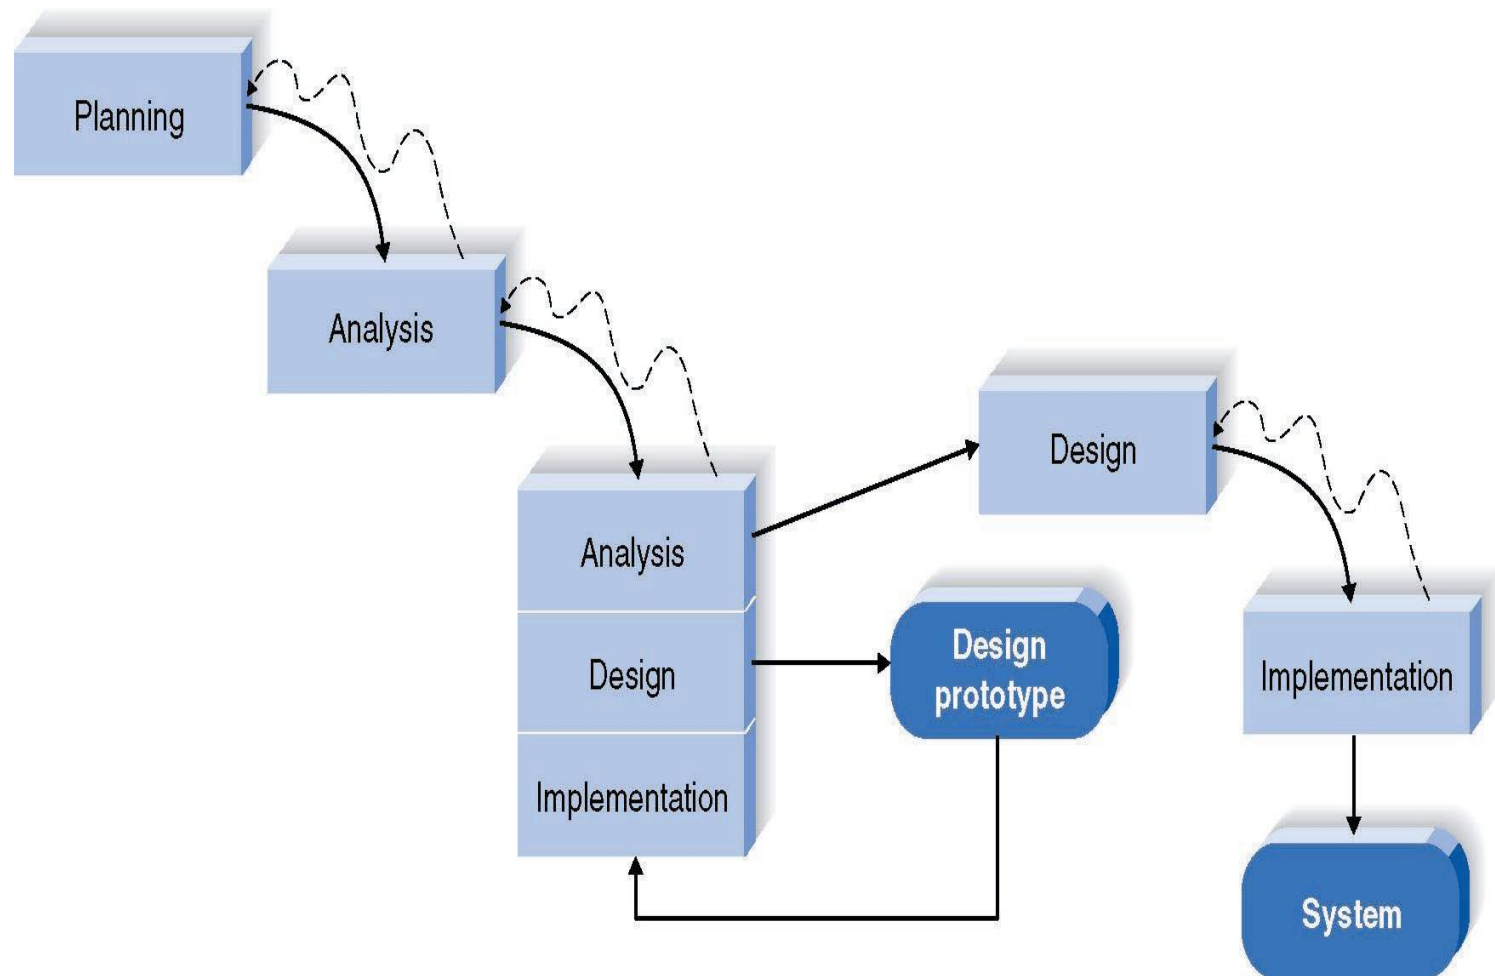 Planning
Analysis
Analysis
Design
Implementation
Design
prototype
Design
Implementation
System